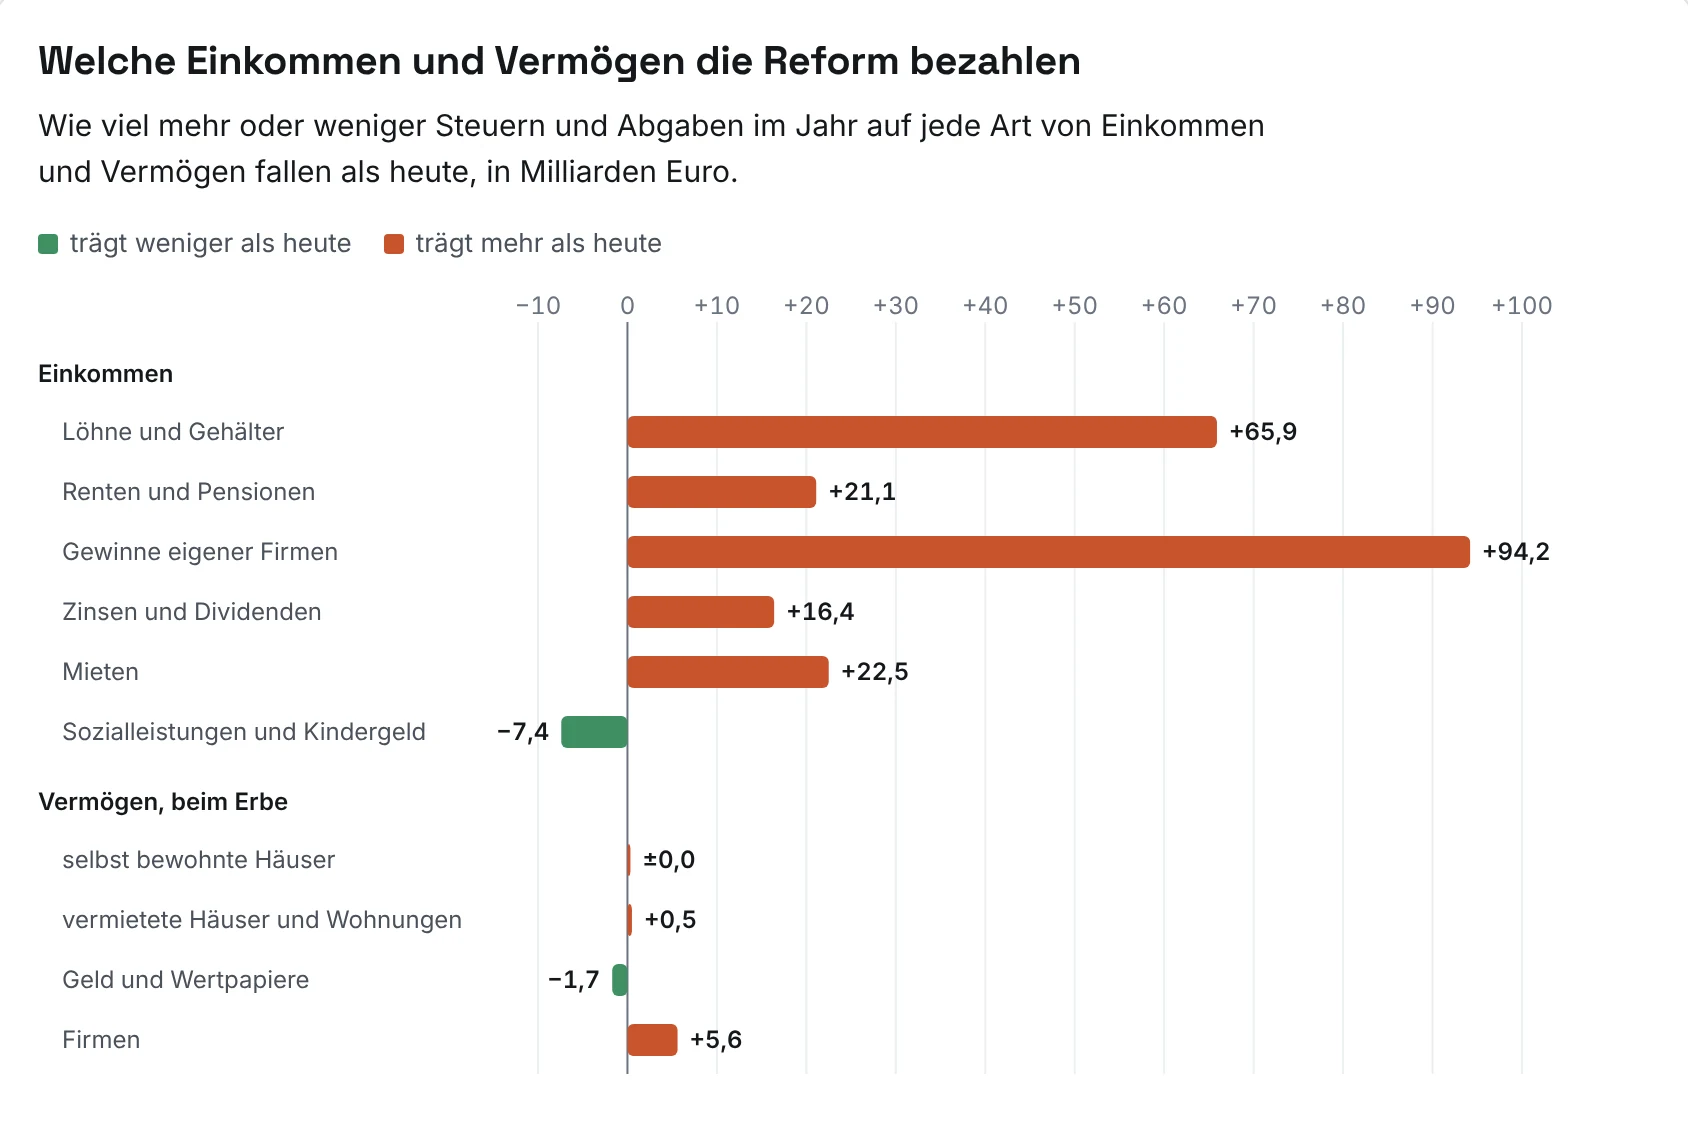 Welche Einkommen und Vermögen die Reform bezahlen
Wie viel mehr oder weniger Steuern und Abgaben im Jahr auf jede Art von Einkommen
und Vermögen fallen als heute, in Milliarden Euro.
trägt weniger als heute trägt mehr als heute
−10 0 +10 +20 +30 +40 +50 +60 +70 +80 +90 +100
Einkommen
Löhne und Gehälter +65,9
Renten und Pensionen +21,1
Gewinne eigener Firmen +94,2
Zinsen und Dividenden +16,4
Mieten +22,5
Sozialleistungen und Kindergeld −7,4
Vermögen, beim Erbe
selbst bewohnte Häuser ±0,0
vermietete Häuser und Wohnungen +0,5
Geld und Wertpapiere −1,7
Firmen +5,6